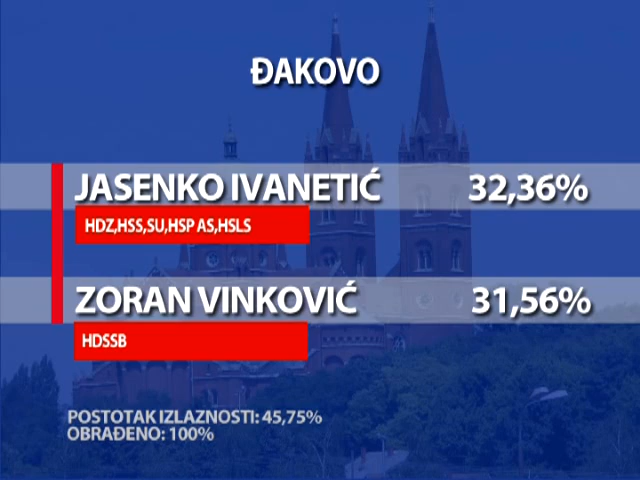 ĐAKOVO
JASENKO IVANETIĆ 32,36%
HDZ,HSS,SU,HSP AS,HSLS
ZORAN VINKOVIĆ 31,56%
HDSSB
POSTOTAK IZLAZNOSTI: 45,75%
OBRAĐENO: 100%